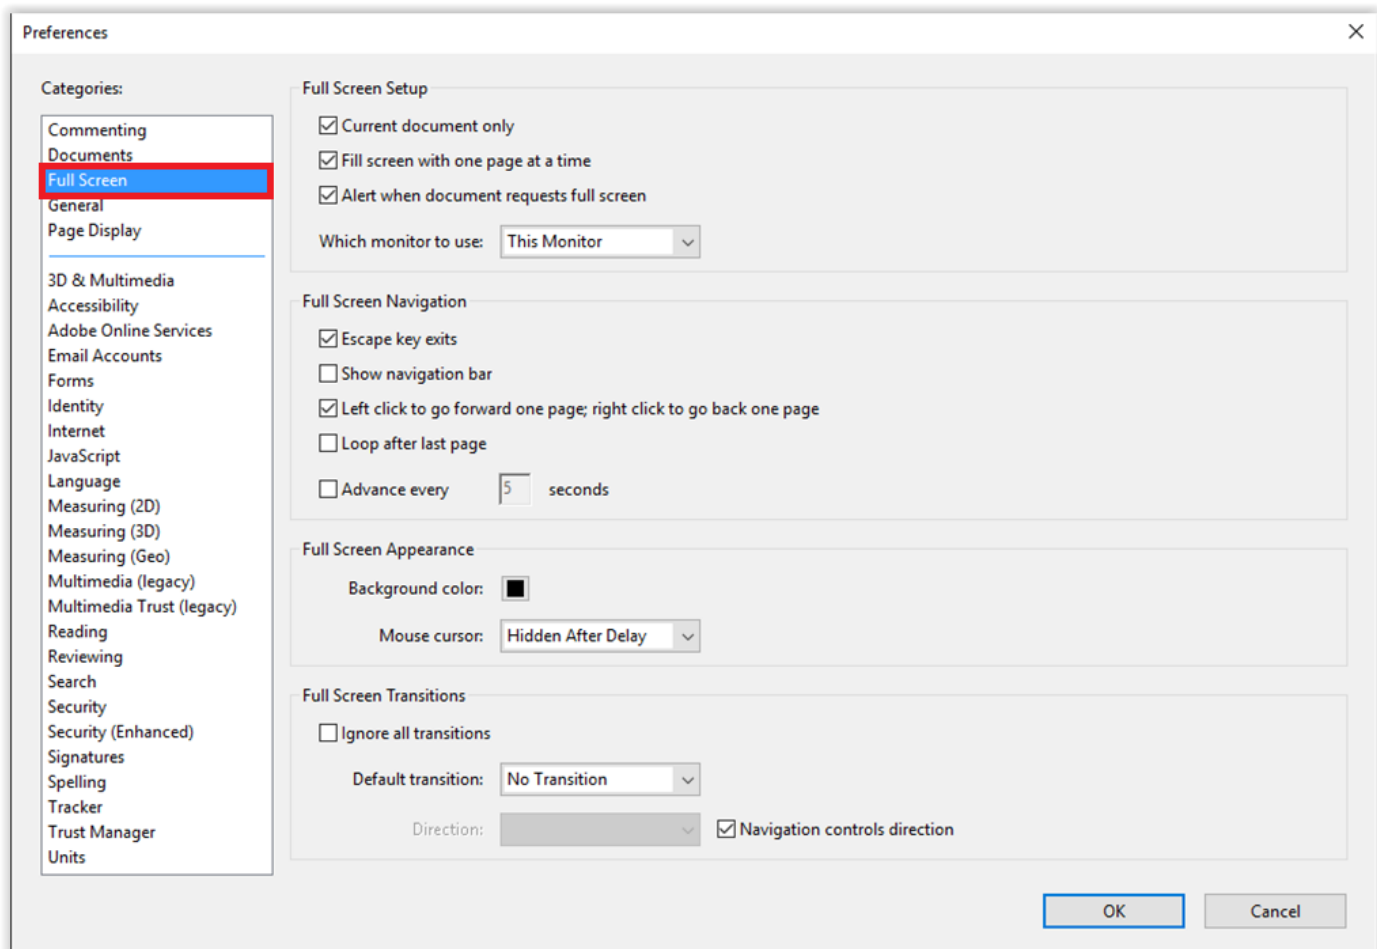 Preferences
Categories:
Commenting
Documents
Full Screen
General
Page Display
3D & Multimedia
Accessibility
Adobe Online Services
Email Accounts
Forms
Identity
Internet
JavaScript
Language
Measuring (2D)
Measuring (3D)
Measuring (Geo)
Multimedia (legacy)
Multimedia Trust (legacy)
Reading
Reviewing
Search
Security
Security (Enhanced)
Signatures
Spelling
Tracker
Trust Manager
Units
Full Screen Setup
Current document only
Fill screen with one page at a time
Alert when document requests full screen
Which monitor to use: This Monitor
Full Screen Navigation
Escape key exits
Show navigation bar
Left click to go forward one page; right click to go back one page
Loop after last page
Advance every 5 seconds
Full Screen Appearance
Background color:
Mouse cursor: Hidden After Delay
Full Screen Transitions
Ignore all transitions
Default transition: No Transition
Direction: Navigation controls direction
OK Cancel